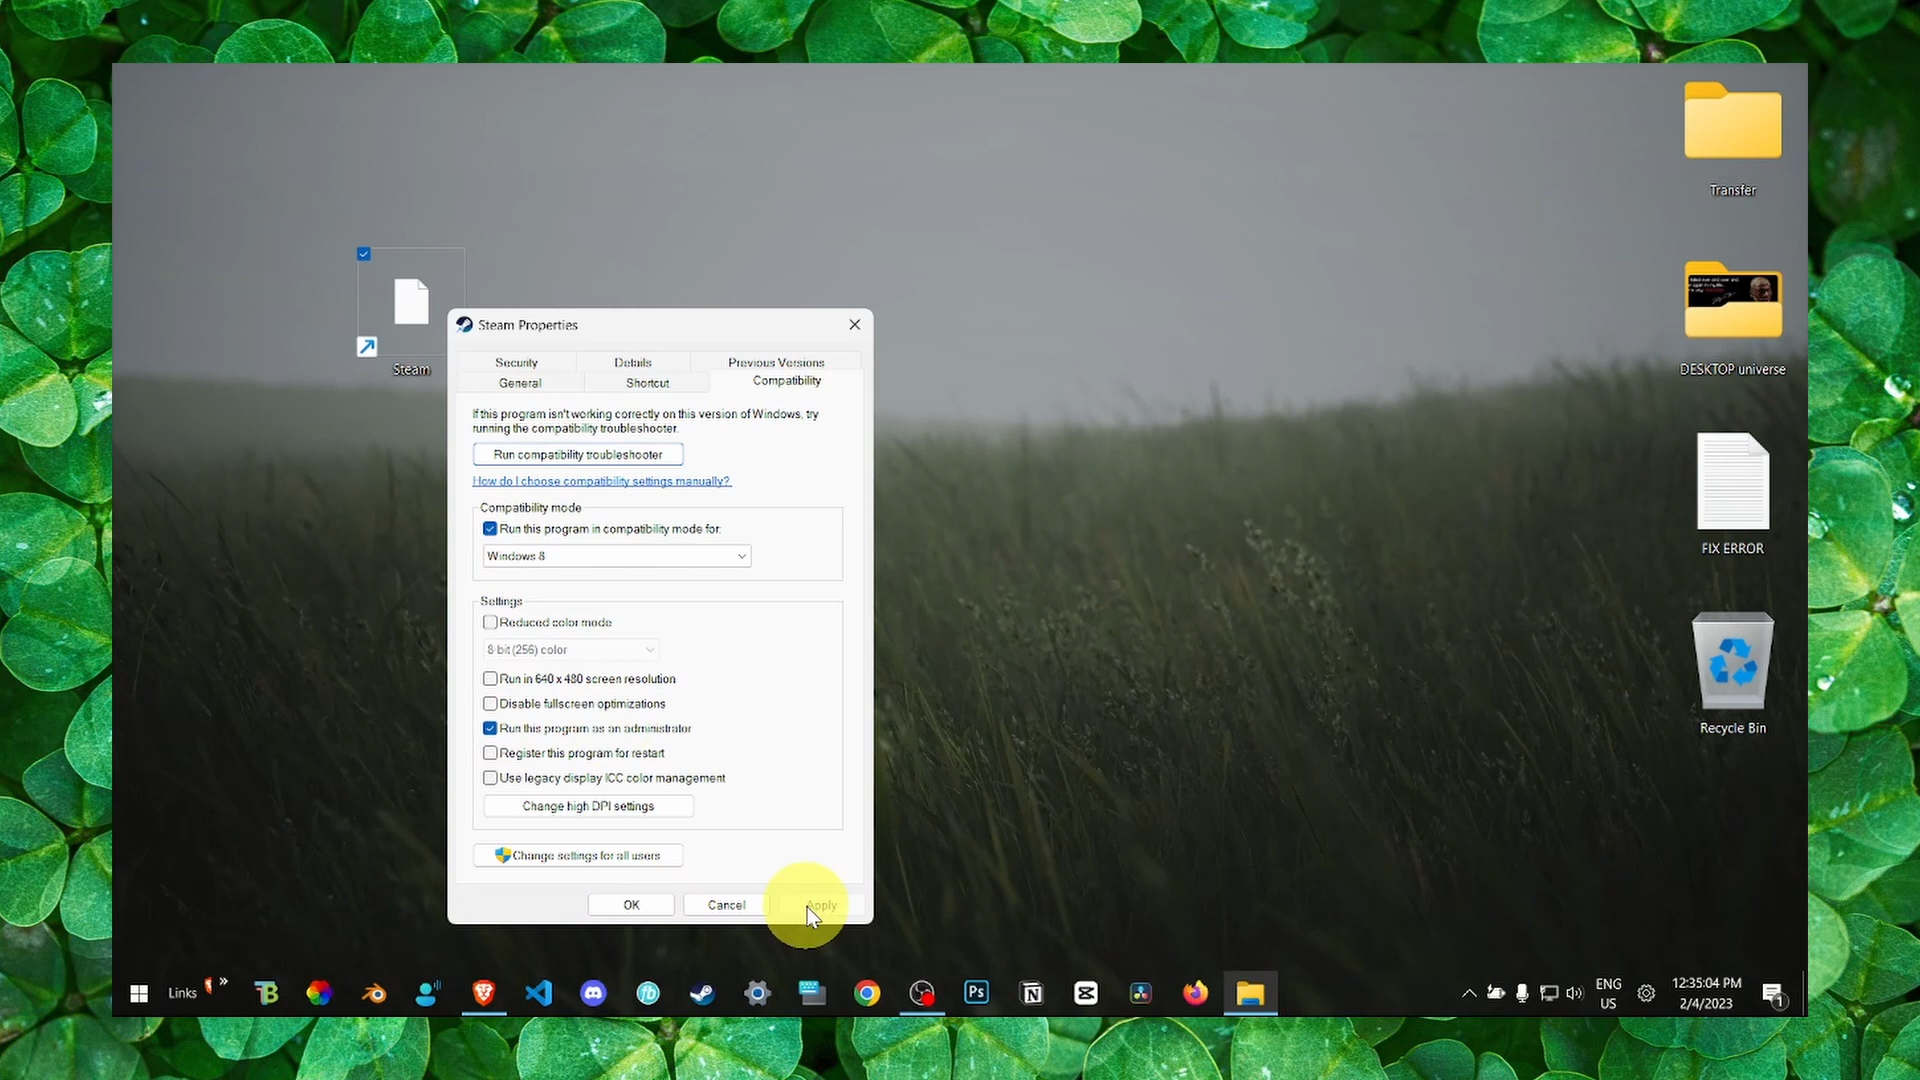 Transfer
DESKTOP universe
FIX ERROR
Recycle Bin
Steam
Steam Properties
Security
Details
Previous Versions
General
Shortcut
Compatibility
If this program isn't working correctly on this version of Windows, try
running the compatibility troubleshooter.
Run compatibility troubleshooter
How do I choose compatibility settings manually?
Compatibility mode
Run this program in compatibility mode for:
Windows 8
Settings
Reduced color mode
8-bit (256) color
Run in 640 x 480 screen resolution
Disable fullscreen optimizations
Run this program as an administrator
Register this program for restart
Use legacy display ICC color management
Change high DPI settings
Change settings for all users
OK
Cancel
Apply
Links
»
TB
fb
Ps
N
ENG
US
12:35:04 PM
2/4/2023
1